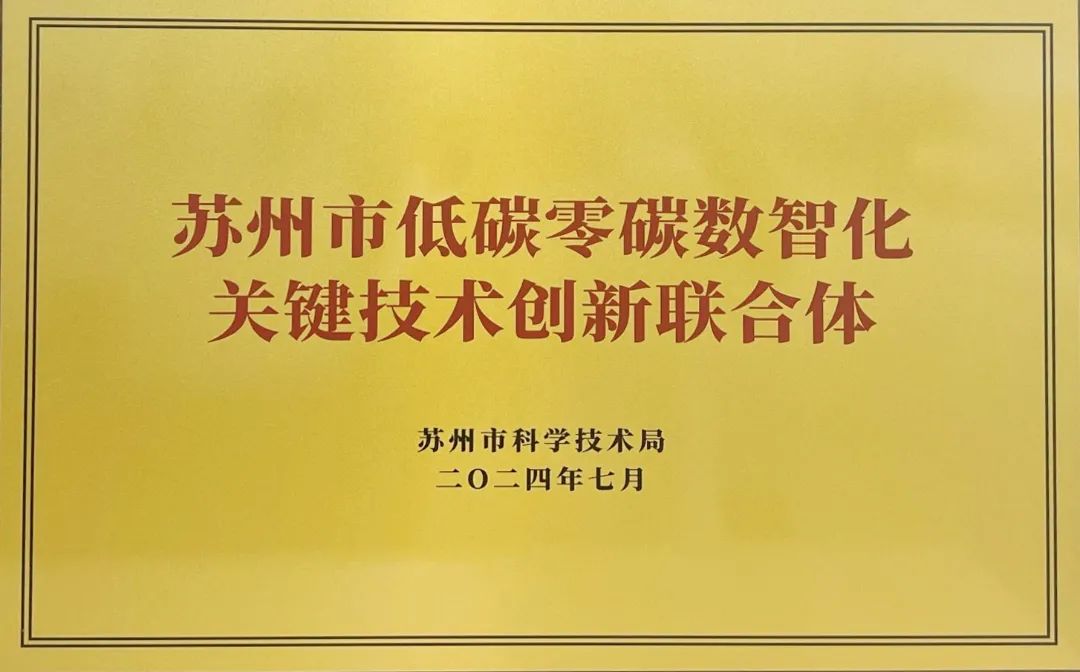 苏州市低碳零碳数智化
关键技术创新联合体
苏州市科学技术局
二〇二四年七月